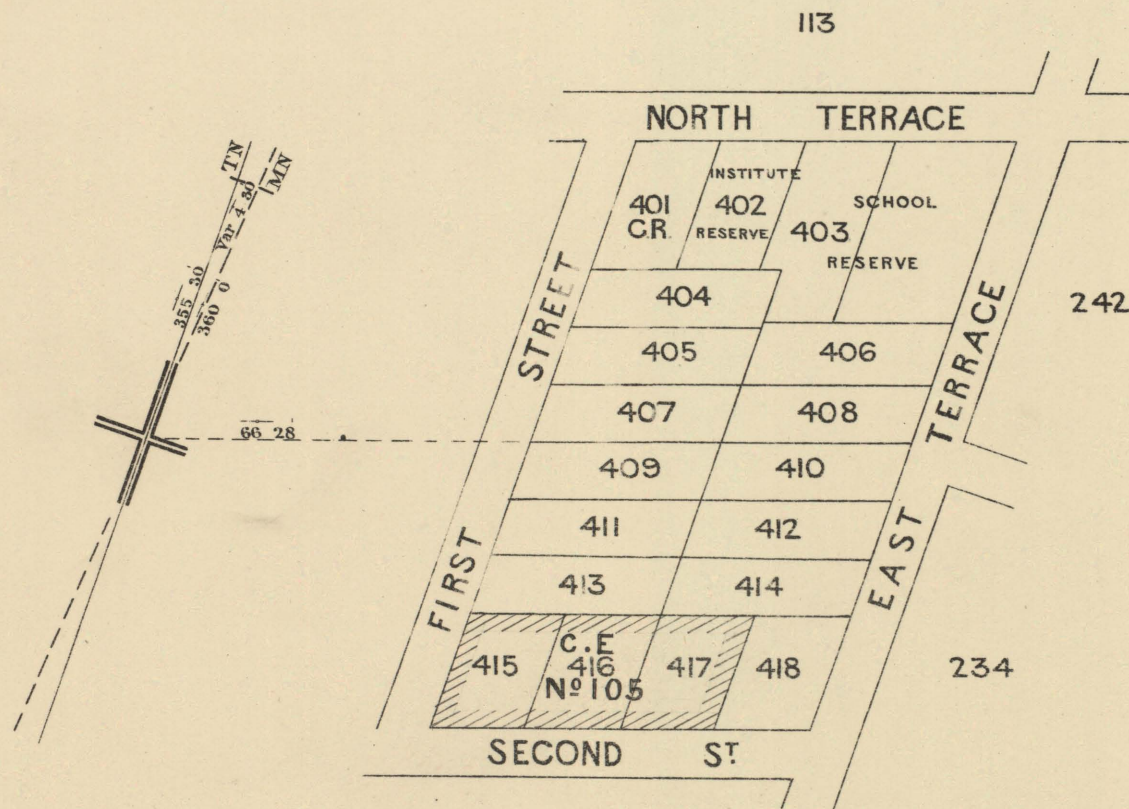 113
NORTH TERRACE
TN
MN
Var 4 30
355 30
360 0
66 28
FIRST STREET
401
C.R.
INSTITUTE
402
RESERVE
403
SCHOOL
RESERVE
404
405
406
407
408
409
410
411
412
413
414
415
C.E
416
Nº 105
417
418
EAST TERRACE
242
234
SECOND ST